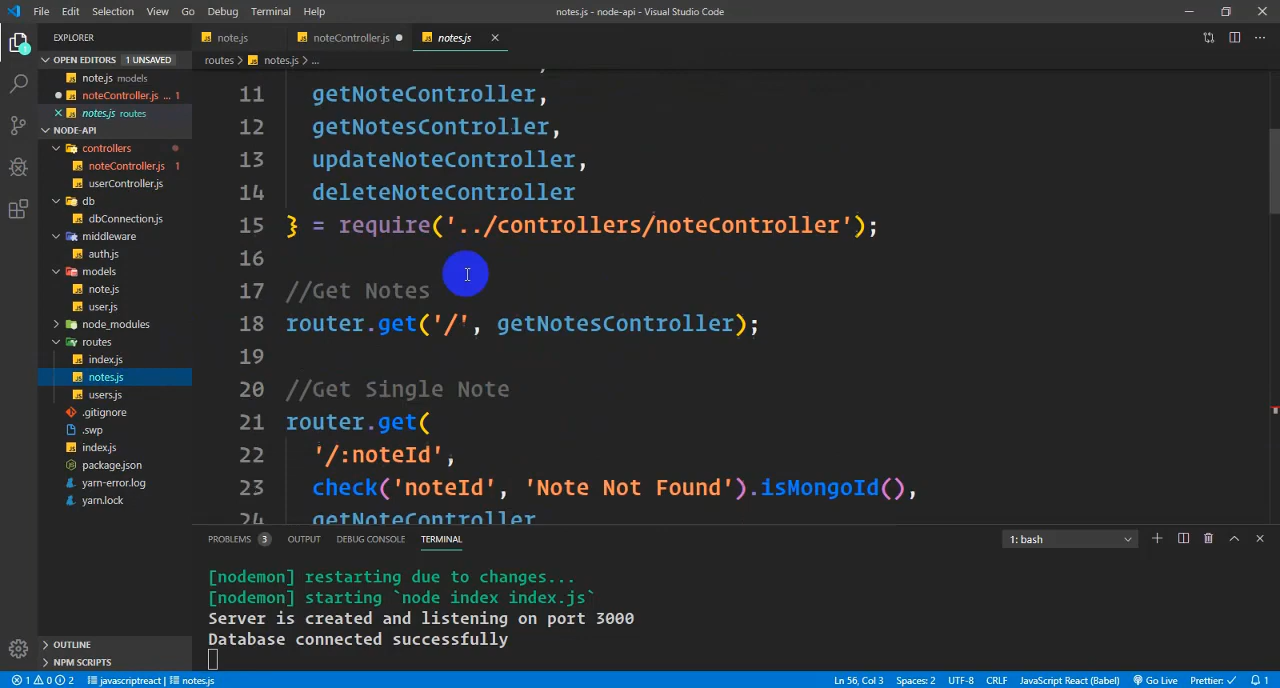 File Edit Selection View Go Debug Terminal Help
notes.js - node-api - Visual Studio Code
EXPLORER
note.js
noteController.js
notes.js
OPEN EDITORS 1 UNSAVED
routes > notes.js > ...
note.js models
noteController.js ... 1
notes.js routes
NODE-API
controllers
noteController.js 1
userController.js
db
dbConnection.js
middleware
auth.js
models
note.js
user.js
node_modules
routes
index.js
notes.js
users.js
.gitignore
.swp
index.js
package.json
yarn-error.log
yarn.lock
OUTLINE
NPM SCRIPTS
11 getNoteController,
12 getNotesController,
13 updateNoteController,
14 deleteNoteController
15 } = require('../controllers/noteController');
16
17 //Get Notes
18 router.get('/', getNotesController);
19
20 //Get Single Note
21 router.get(
22 '/:noteId',
23 check('noteId', 'Note Not Found').isMongoId(),
24 getNoteController
PROBLEMS 3 OUTPUT DEBUG CONSOLE TERMINAL
1: bash
[nodemon] restarting due to changes...
[nodemon] starting `node index index.js`
Server is created and listening on port 3000
Database connected successfully
1 0 2 javascriptreact | notes.js
Ln 56, Col 3 Spaces: 2 UTF-8 CRLF JavaScript React (Babel) Go Live Prettier: ✓ 1